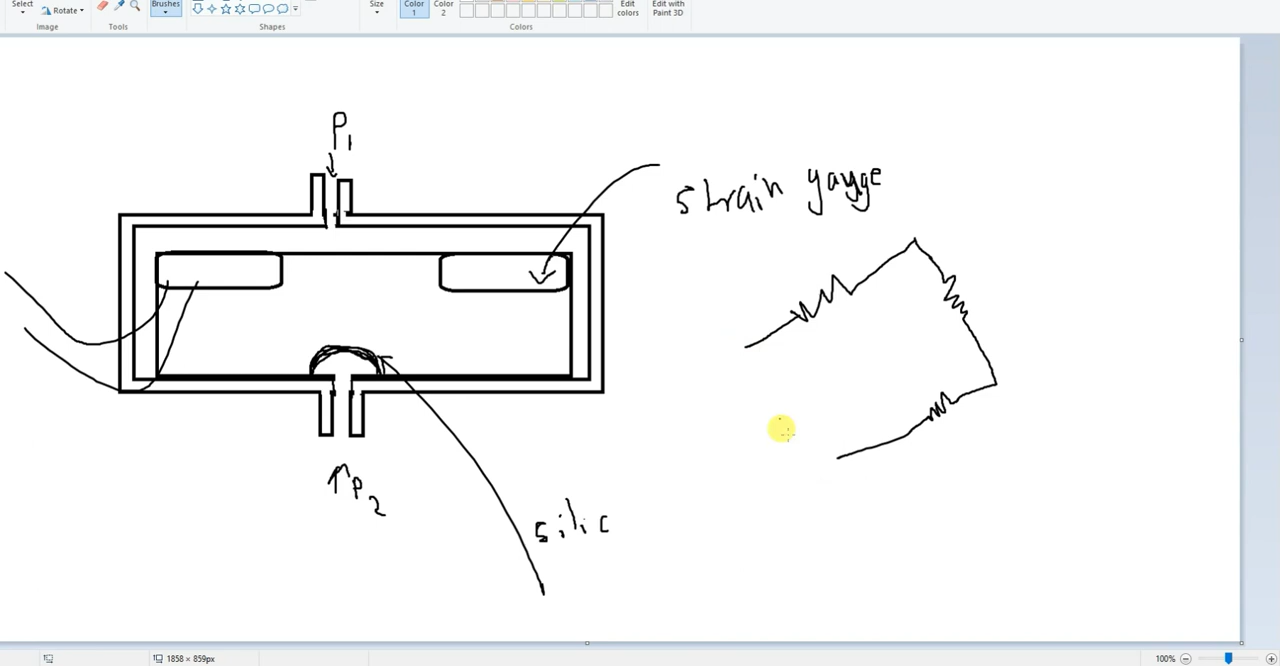 Select
Rotate
Brushes
Size
Color
1
Color
2
Edit
colors
Edit with
Paint 3D
Image
Tools
Shapes
Colors
P1
strain gauge
P2
silic
1858 × 859px
100%